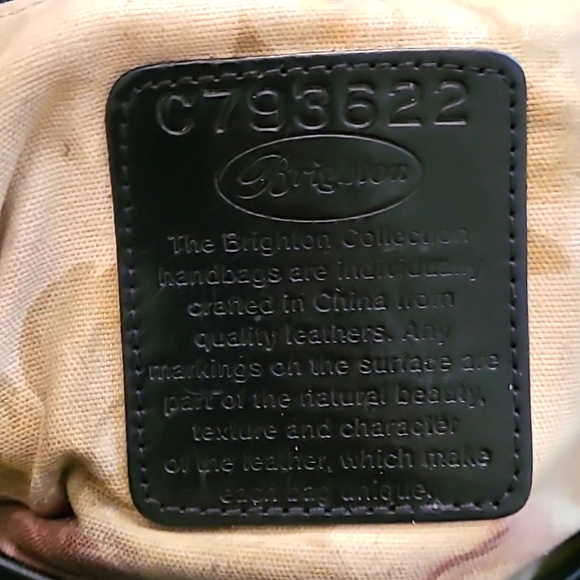 C793622
Brighton
The Brighton Collection
handbags are individually
crafted in China from
quality leathers. Any
markings on the surface are
part of the natural beauty,
texture and character
of the leather, which make
each bag unique.